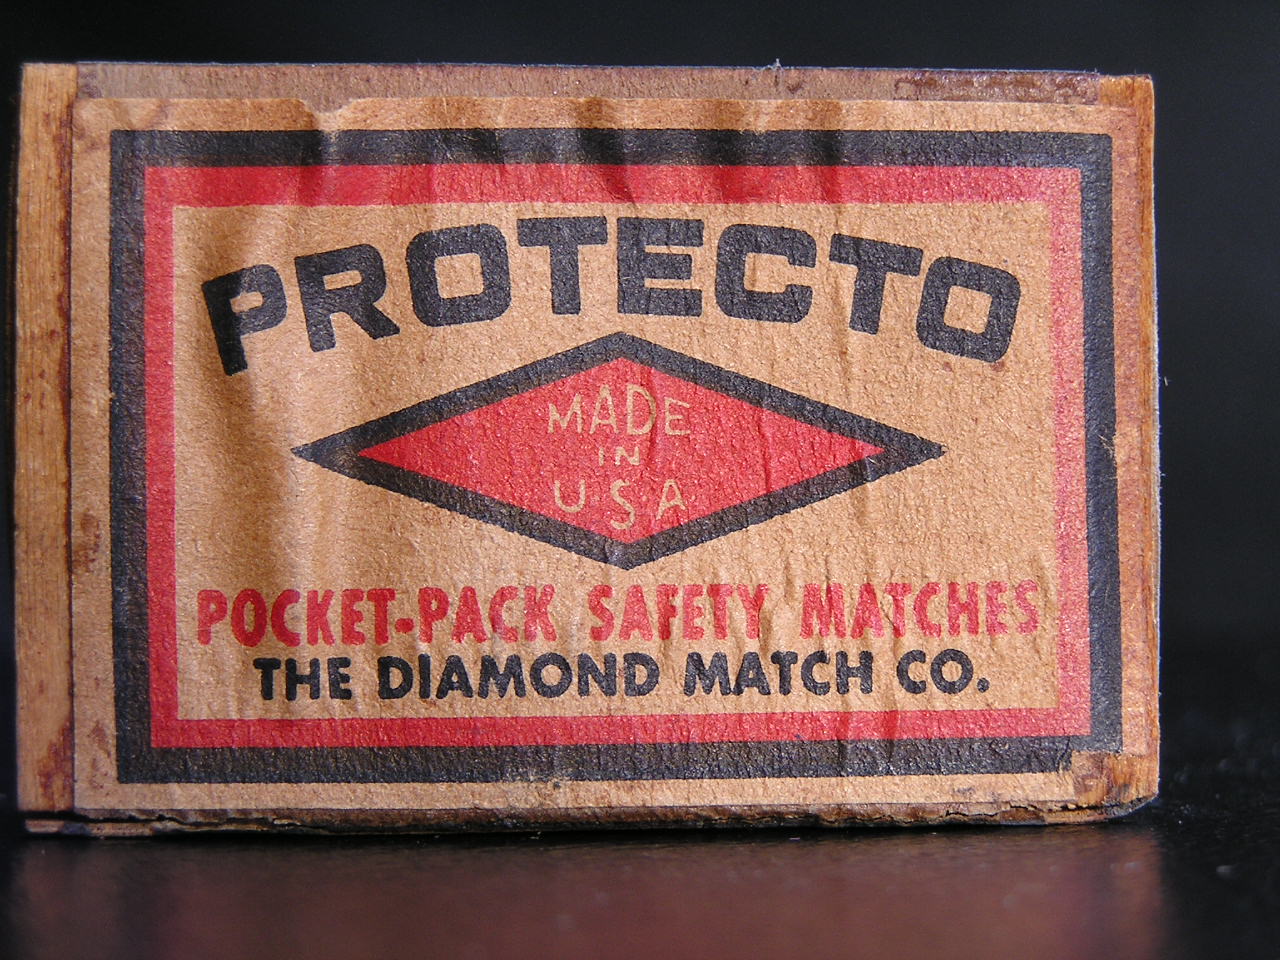 PROTECTO
MADE
IN
U.S.A.
POCKET-PACK SAFETY MATCHES
THE DIAMOND MATCH CO.